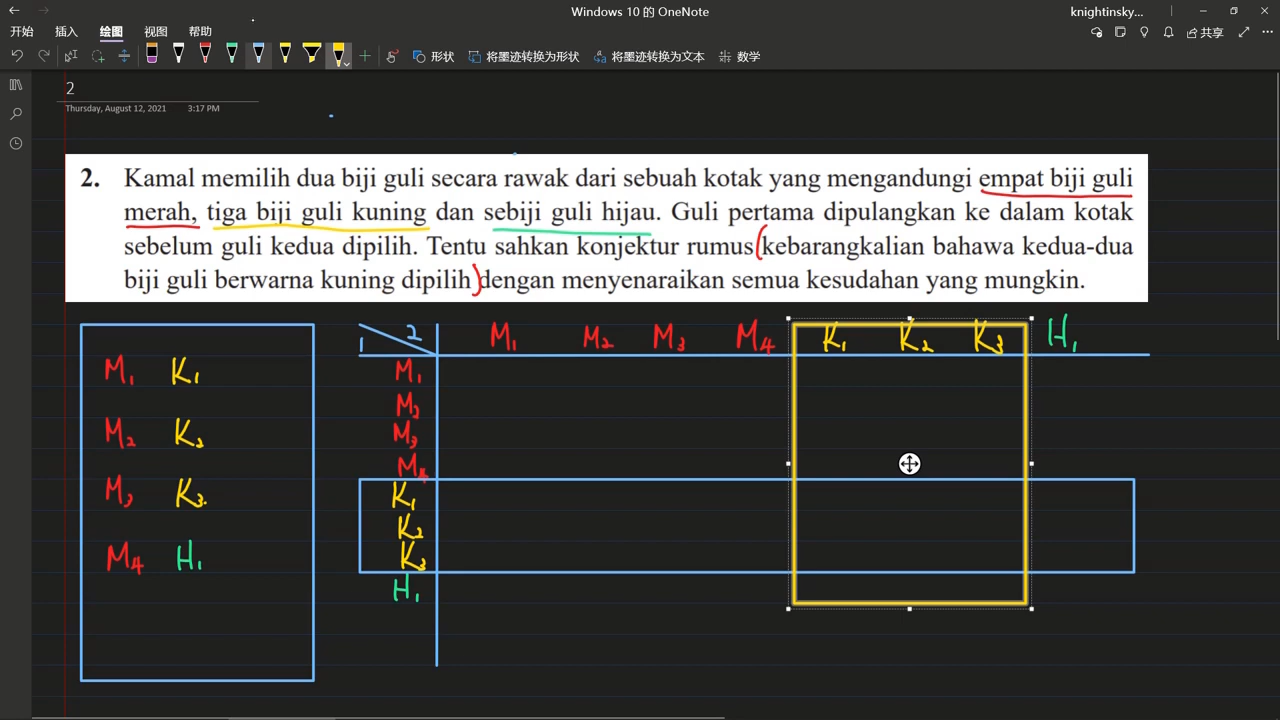 Windows 10 的 OneNote
knightinsky...
开始 插入 绘图 视图 帮助
形状 将墨迹转换为形状 将墨迹转换为文本 数学
共享
2
Thursday, August 12, 2021 3:17 PM
2. Kamal memilih dua biji guli secara rawak dari sebuah kotak yang mengandungi empat biji guli
merah, tiga biji guli kuning dan sebiji guli hijau. Guli pertama dipulangkan ke dalam kotak
sebelum guli kedua dipilih. Tentu sahkan konjektur rumus (kebarangkalian bahawa kedua-dua
biji guli berwarna kuning dipilih) dengan menyenaraikan semua kesudahan yang mungkin.
1 2 M1 M2 M3 M4 K1 K2 K3 H1
M1 K1
M2 K2
M3 K3
M4 H1
M1
M2
M3
M4
K1
K2
K3
H1